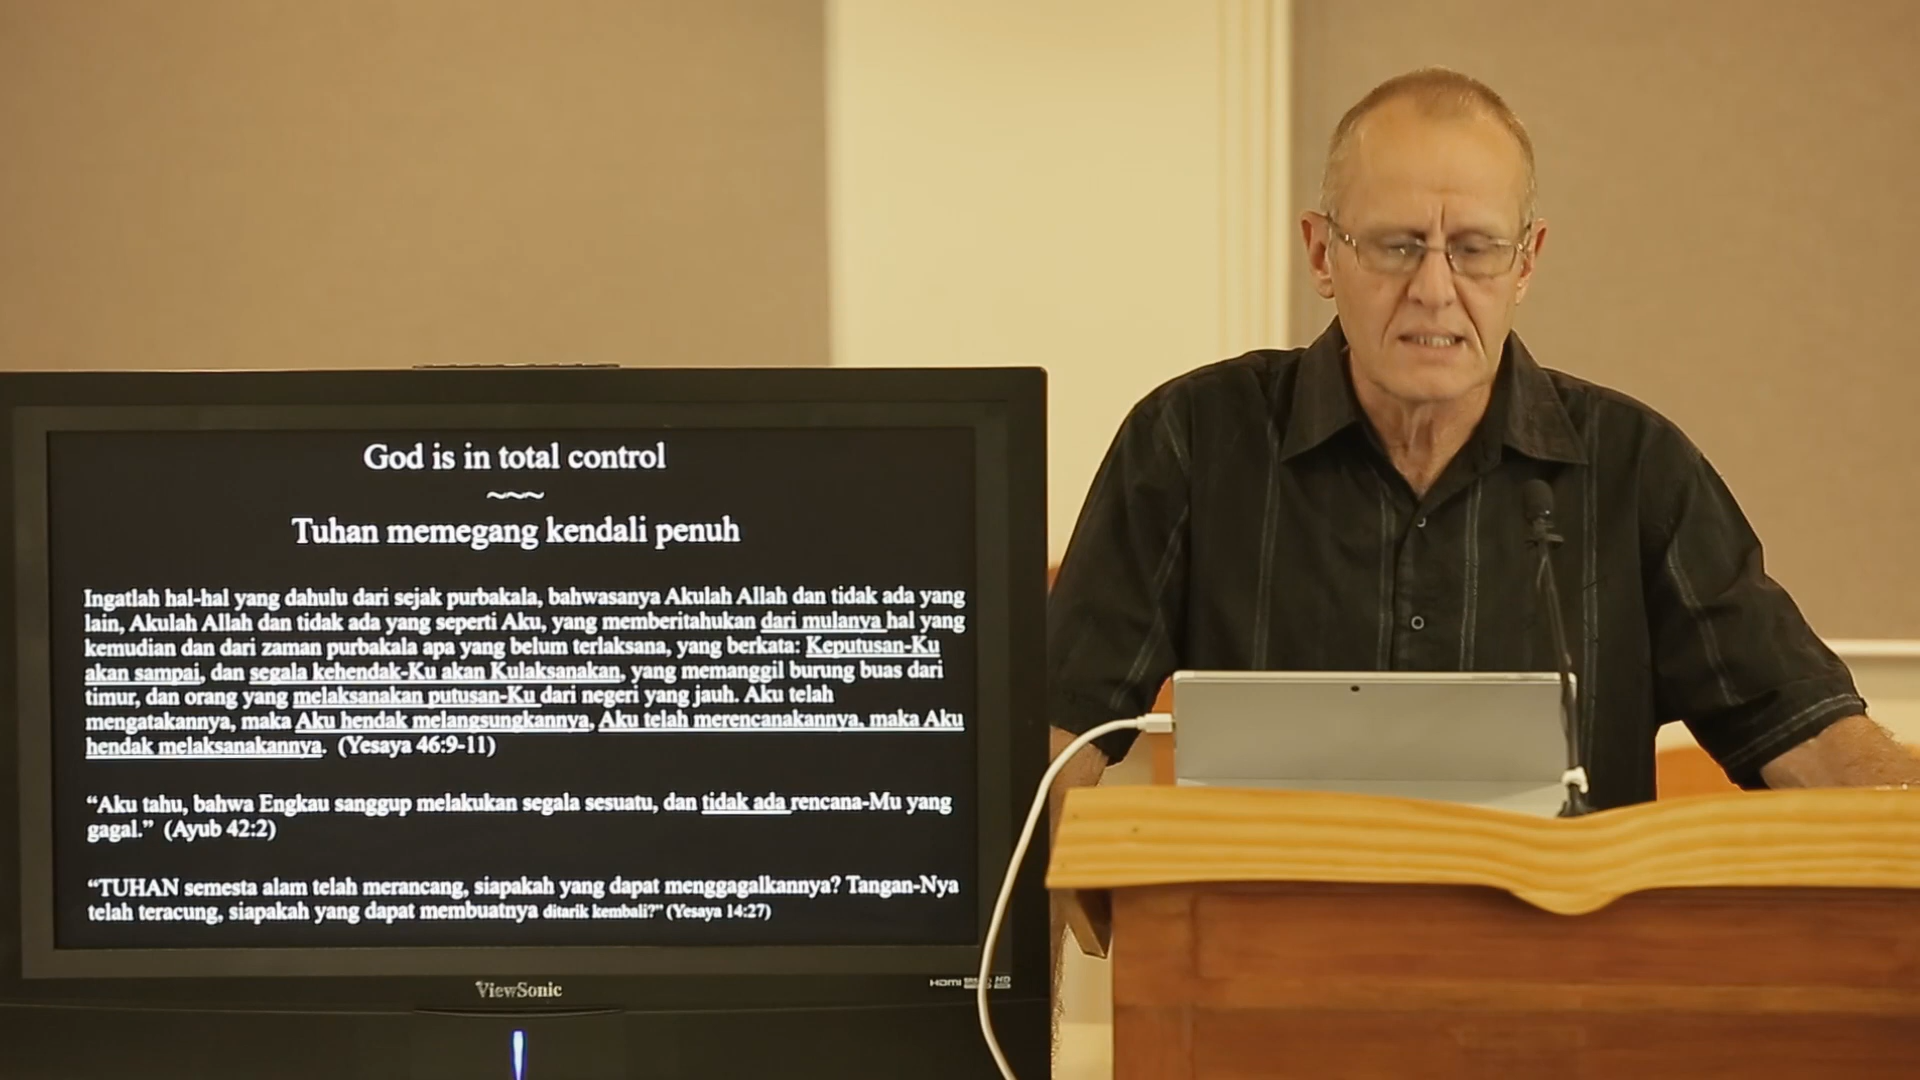 God is in total control
~~~
Tuhan memegang kendali penuh
Ingatlah hal-hal yang dahulu dari sejak purbakala, bahwasanya Akulah Allah dan tidak ada yang
lain, Akulah Allah dan tidak ada yang seperti Aku, yang memberitahukan dari mulanya hal yang
kemudian dan dari zaman purbakala apa yang belum terlaksana, yang berkata: Keputusan-Ku
akan sampai, dan segala kehendak-Ku akan Kulaksanakan, yang memanggil burung buas dari
timur, dan orang yang melaksanakan putusan-Ku dari negeri yang jauh. Aku telah
mengatakannya, maka Aku hendak melangsungkannya, Aku telah merencanakannya, maka Aku
hendak melaksanakannya. (Yesaya 46:9-11)
“Aku tahu, bahwa Engkau sanggup melakukan segala sesuatu, dan tidak ada rencana-Mu yang
gagal.” (Ayub 42:2)
“TUHAN semesta alam telah merancang, siapakah yang dapat menggagalkannya? Tangan-Nya
telah teracung, siapakah yang dapat membuatnya ditarik kembali?” (Yesaya 14:27)
ViewSonic
HDMI
HD